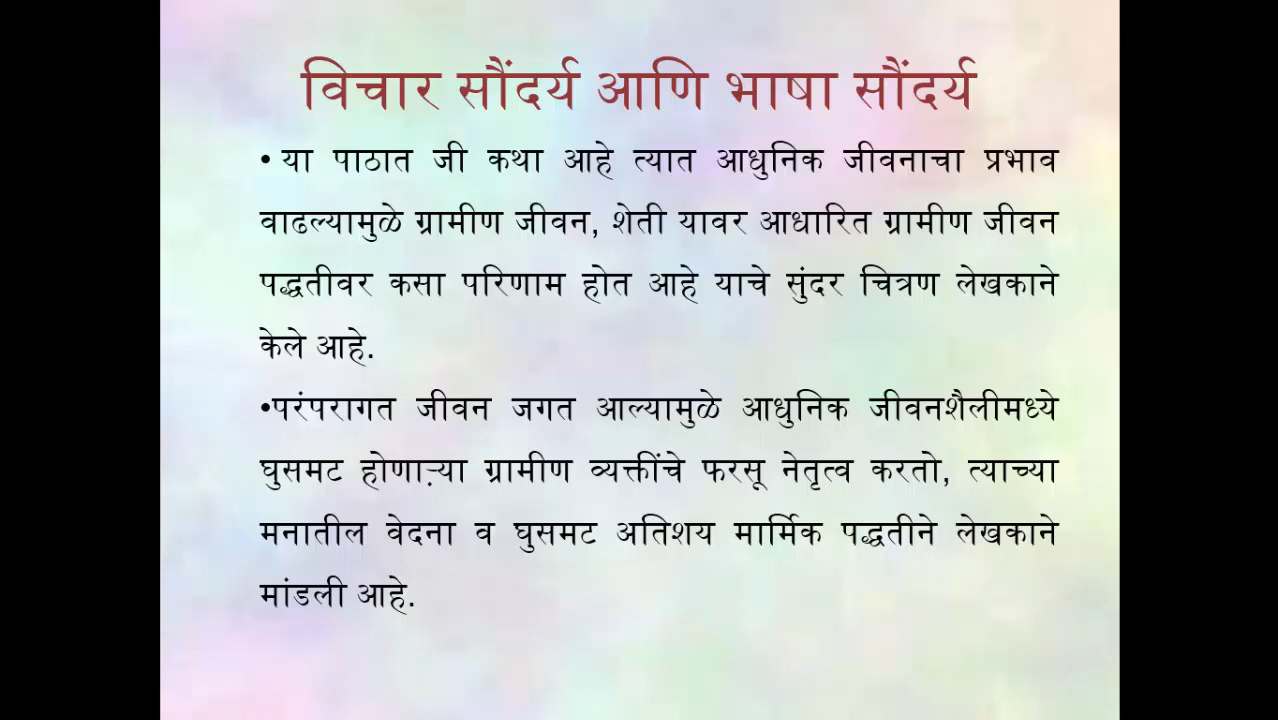 विचार सौंदर्य आणि भाषा सौंदर्य
• या पाठात जी कथा आहे त्यात आधुनिक जीवनाचा प्रभाव
वाढल्यामुळे ग्रामीण जीवन, शेती यावर आधारित ग्रामीण जीवन
पद्धतीवर कसा परिणाम होत आहे याचे सुंदर चित्रण लेखकाने
केले आहे.
•परंपरागत जीवन जगत आल्यामुळे आधुनिक जीवनशैलीमध्ये
घुसमट होणाऱ्या ग्रामीण व्यक्तींचे फरसू नेतृत्व करतो, त्याच्या
मनातील वेदना व घुसमट अतिशय मार्मिक पद्धतीने लेखकाने
मांडली आहे.